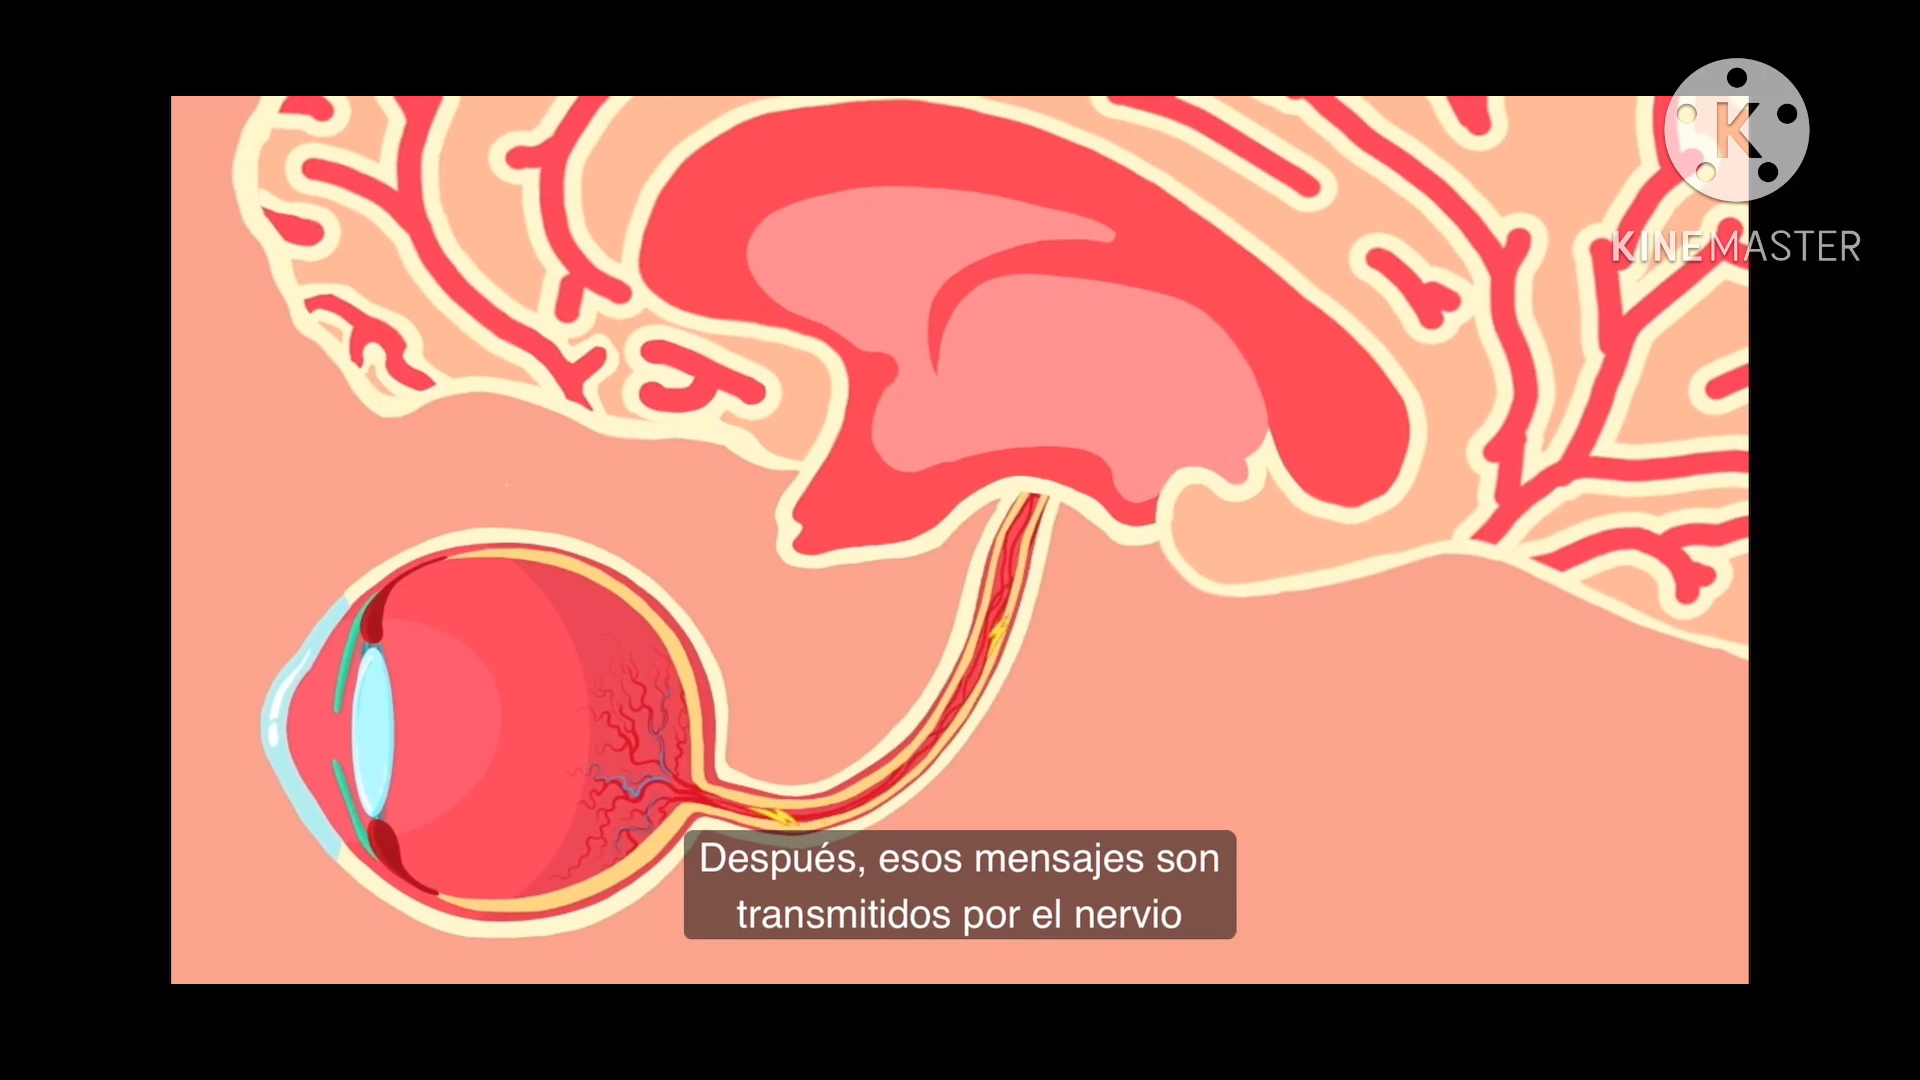 K
KINEMASTER
Después, esos mensajes son
transmitidos por el nervio